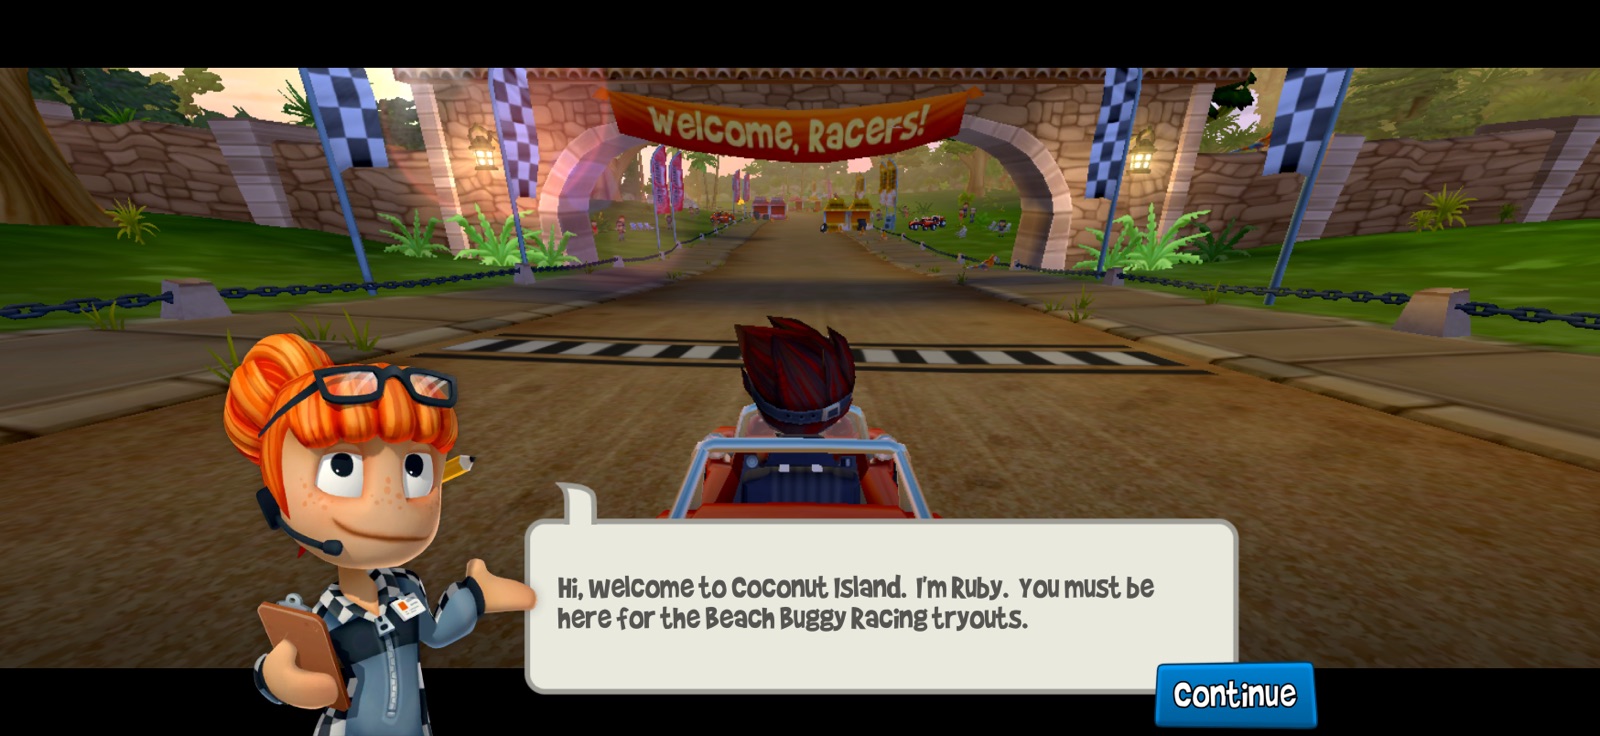 Welcome, Racers!
Hi, welcome to Coconut Island. I'm Ruby. You must be
here for the Beach Buggy Racing tryouts.
Continue